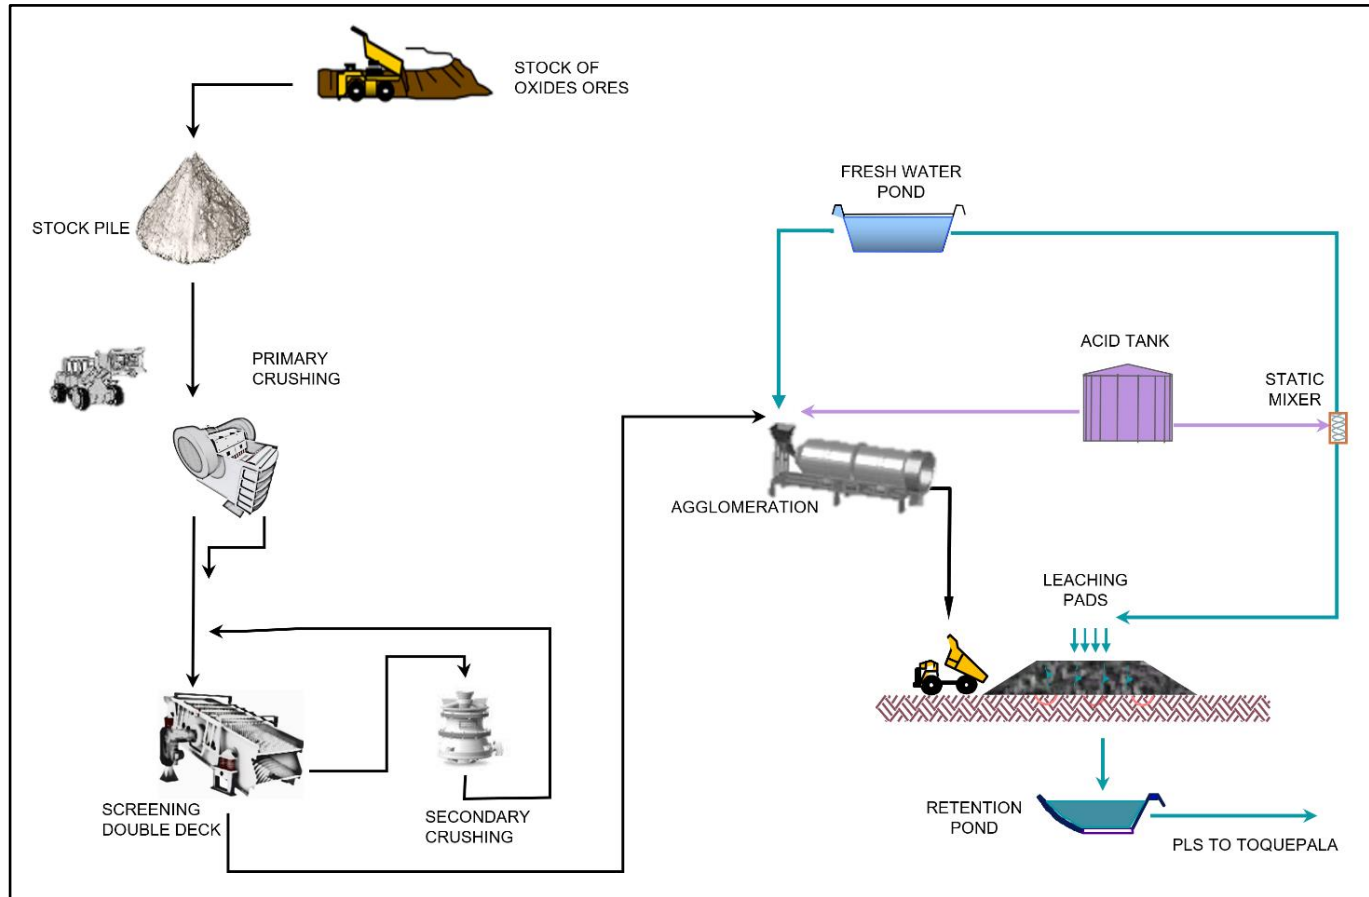 STOCK OF
OXIDES ORES
STOCK PILE
PRIMARY
CRUSHING
SCREENING
DOUBLE DECK
SECONDARY
CRUSHING
FRESH WATER
POND
ACID TANK
STATIC
MIXER
AGGLOMERATION
LEACHING
PADS
RETENTION
POND
PLS TO TOQUEPALA